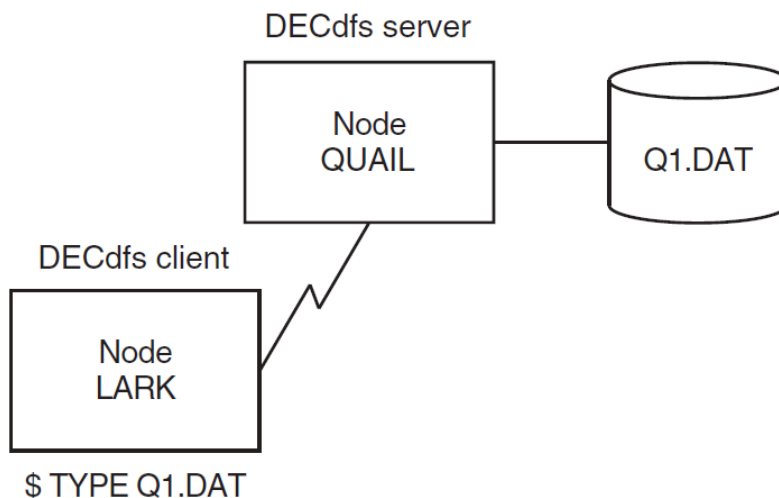 DECdfs server
Node
QUAIL
Q1.DAT
DECdfs client
Node
LARK
$ TYPE Q1.DAT